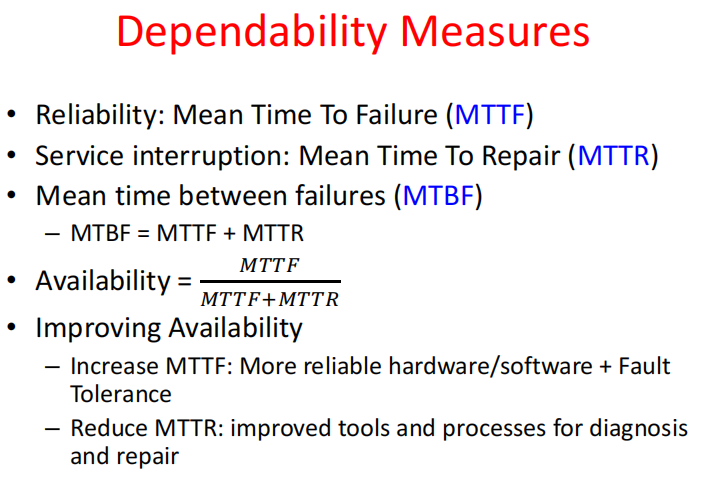 Dependability Measures
• Reliability: Mean Time To Failure (MTTF)
• Service interruption: Mean Time To Repair (MTTR)
• Mean time between failures (MTBF)
– MTBF = MTTF + MTTR
• Availability = MTTF / MTTF+MTTR
• Improving Availability
– Increase MTTF: More reliable hardware/software + Fault
Tolerance
– Reduce MTTR: improved tools and processes for diagnosis
and repair